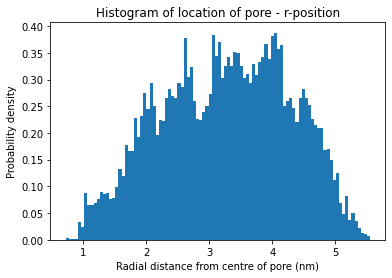 Histogram of location of pore - r-position
Probability density
0.40
0.35
0.30
0.25
0.20
0.15
0.10
0.05
0.00
1 2 3 4 5
Radial distance from centre of pore (nm)